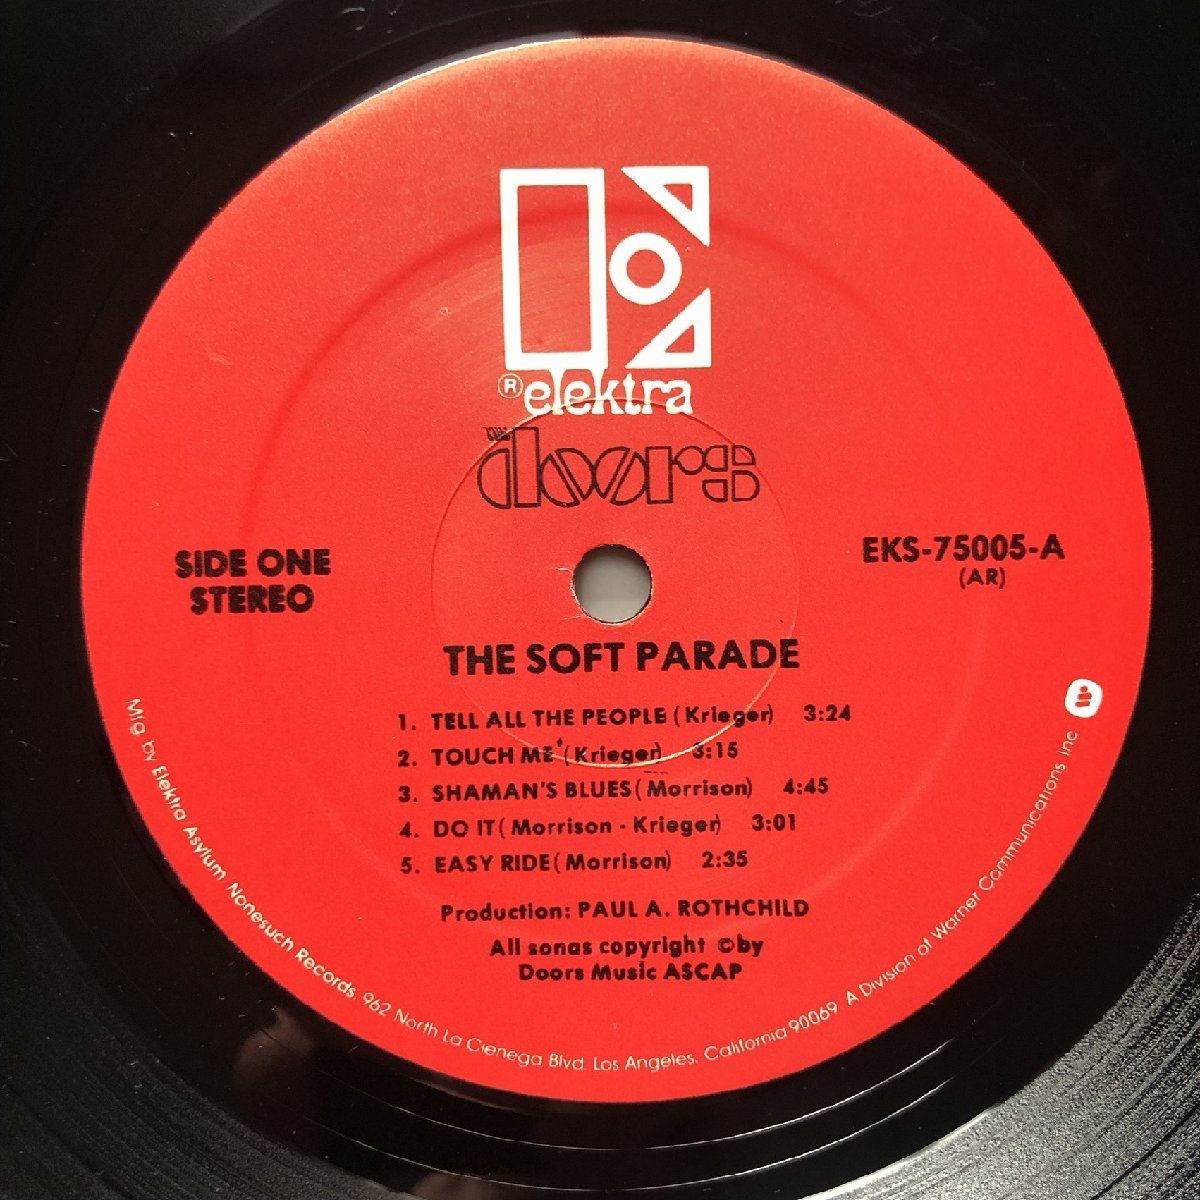 ® elektra
THE doors
SIDE ONE
STEREO
EKS-75005-A
(AR)
THE SOFT PARADE
1. TELL ALL THE PEOPLE (Krieger) 3:24
2. TOUCH ME (Krieger) 3:15
3. SHAMAN'S BLUES (Morrison) 4:45
4. DO IT (Morrison - Krieger) 3:01
5. EASY RIDE (Morrison) 2:35
Production: PAUL A. ROTHCHILD
All songs copyright © by
Doors Music ASCAP
Mfg. by Elektra Asylum Nonesuch Records, 962 North La Cienega Blvd. Los Angeles, California 90069 A Division of Warner Communications Inc